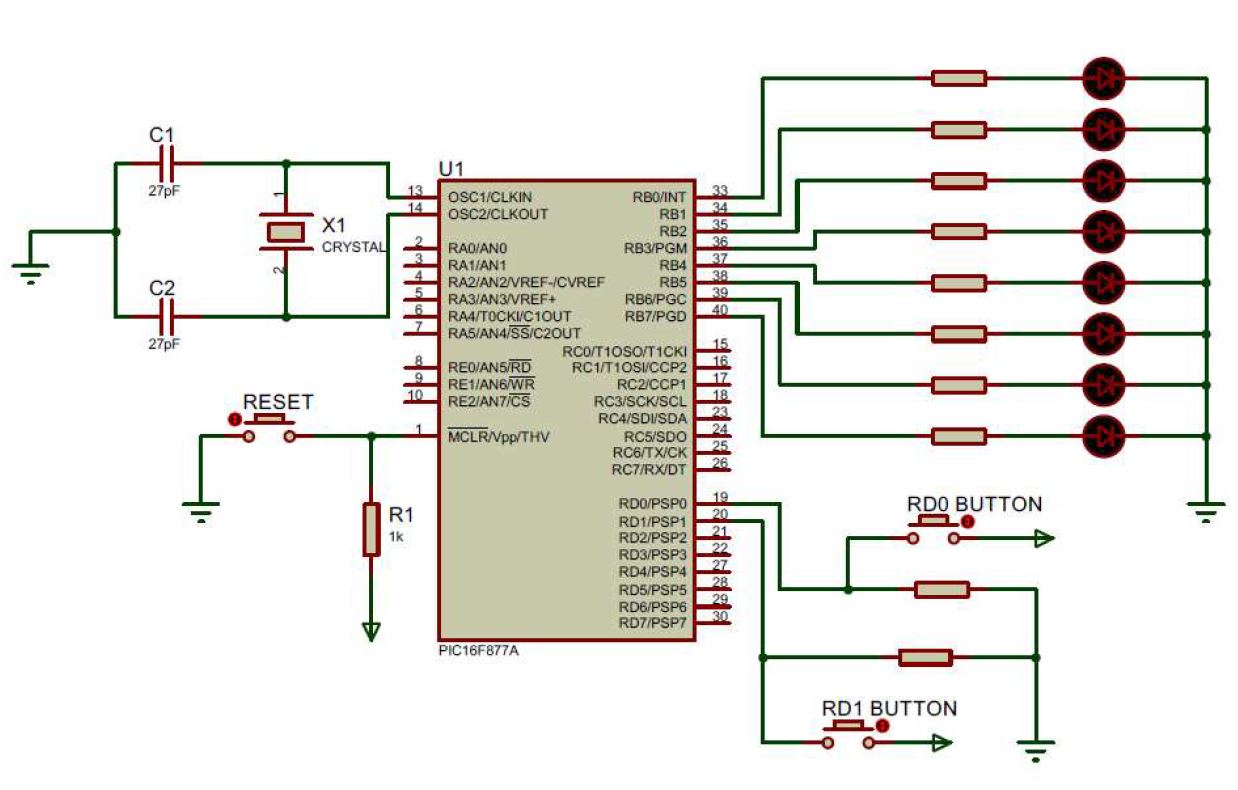 C1
27pF
1
X1
CRYSTAL
2
C2
27pF
U1
13 OSC1/CLKIN
14 OSC2/CLKOUT
2 RA0/AN0
3 RA1/AN1
4 RA2/AN2/VREF-/CVREF
5 RA3/AN3/VREF+
6 RA4/T0CKI/C1OUT
7 RA5/AN4/SS/C2OUT
8 RE0/AN5/RD
9 RE1/AN6/WR
10 RE2/AN7/CS
1 MCLR/Vpp/THV
RB0/INT 33
RB1 34
RB2 35
RB3/PGM 36
RB4 37
RB5 38
RB6/PGC 39
RB7/PGD 40
RC0/T1OSO/T1CKI 15
RC1/T1OSI/CCP2 16
RC2/CCP1 17
RC3/SCK/SCL 18
RC4/SDI/SDA 23
RC5/SDO 24
RC6/TX/CK 25
RC7/RX/DT 26
RD0/PSP0 19
RD1/PSP1 20
RD2/PSP2 21
RD3/PSP3 22
RD4/PSP4 27
RD5/PSP5 28
RD6/PSP6 29
RD7/PSP7 30
PIC16F877A
RESET
R1
1k
RD0 BUTTON
RD1 BUTTON